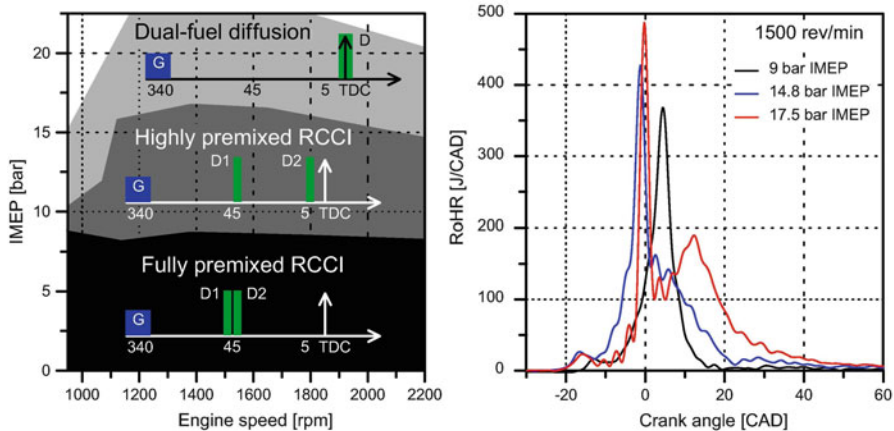 Dual-fuel diffusion
D
G
340
45
5
TDC
Highly premixed RCCI
D1
D2
G
340
45
5
TDC
Fully premixed RCCI
D1
D2
G
340
45
5
TDC
20
15
10
5
0
IMEP [bar]
1000
1200
1400
1600
1800
2000
2200
Engine speed [rpm]
500
400
300
200
100
0
RoHR [J/CAD]
1500 rev/min
9 bar IMEP
14.8 bar IMEP
17.5 bar IMEP
-20
0
20
40
60
Crank angle [CAD]